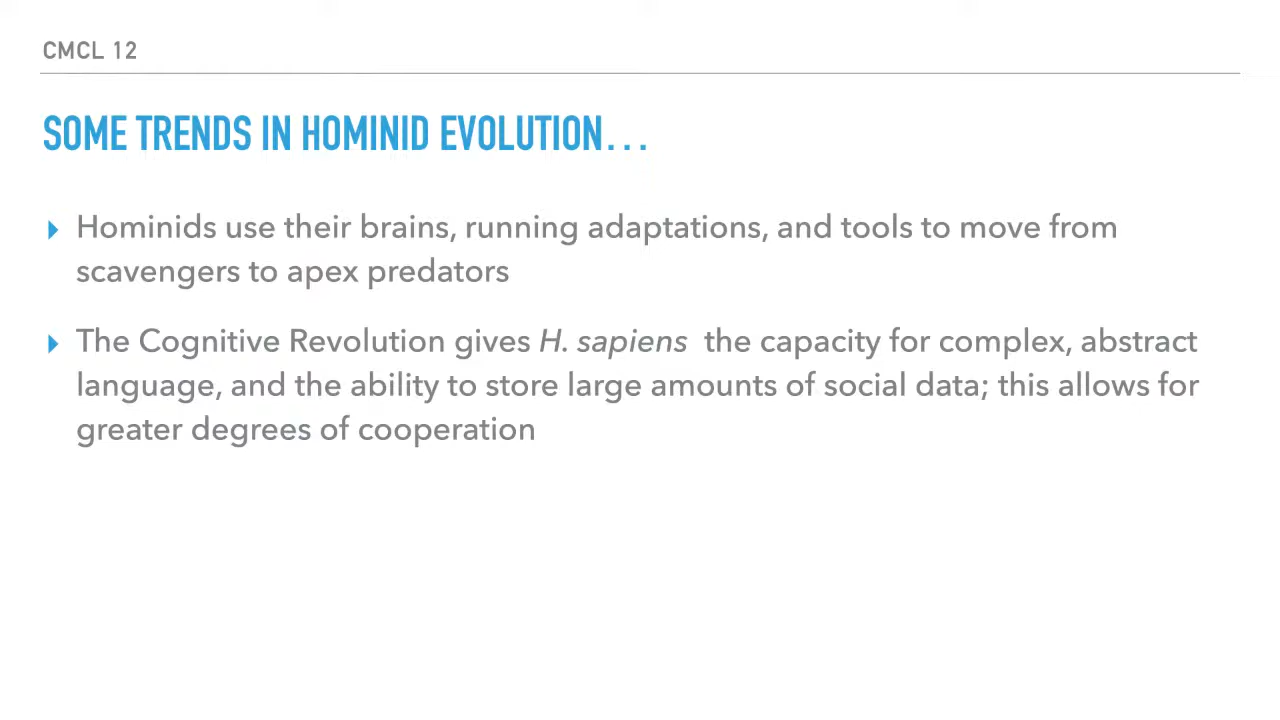 CMCL 12
SOME TRENDS IN HOMINID EVOLUTION...
Hominids use their brains, running adaptations, and tools to move from
scavengers to apex predators
The Cognitive Revolution gives H. sapiens the capacity for complex, abstract
language, and the ability to store large amounts of social data; this allows for
greater degrees of cooperation